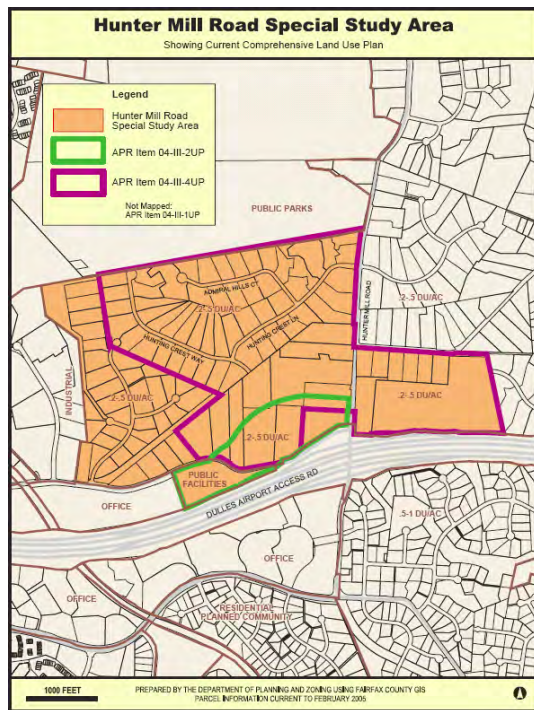 Hunter Mill Road Special Study Area
Showing Current Comprehensive Land Use Plan
Legend
Hunter Mill Road
Special Study Area
APR Item 04-III-2UP
APR Item 04-III-4UP
Not Mapped:
APR Item 04-III-1UP
PUBLIC PARKS
ADMIRAL HILLS CT
.2-.5 DU/AC
.2-.5 DU/AC
HUNTER MILL ROAD
HUNTING CREST LN
HUNTING CREST WAY
INDUSTRIAL
.2-.5 DU/AC
.2-.5 DU/AC
.2-.5 DU/AC
PUBLIC
FACILITIES
DULLES AIRPORT ACCESS RD
OFFICE
.5-1 DU/AC
OFFICE
OFFICE
RESIDENTIAL
PLANNED COMMUNITY
1000 FEET
PREPARED BY THE DEPARTMENT OF PLANNING AND ZONING USING FAIRFAX COUNTY GIS
PARCEL INFORMATION CURRENT TO FEBRUARY 2005